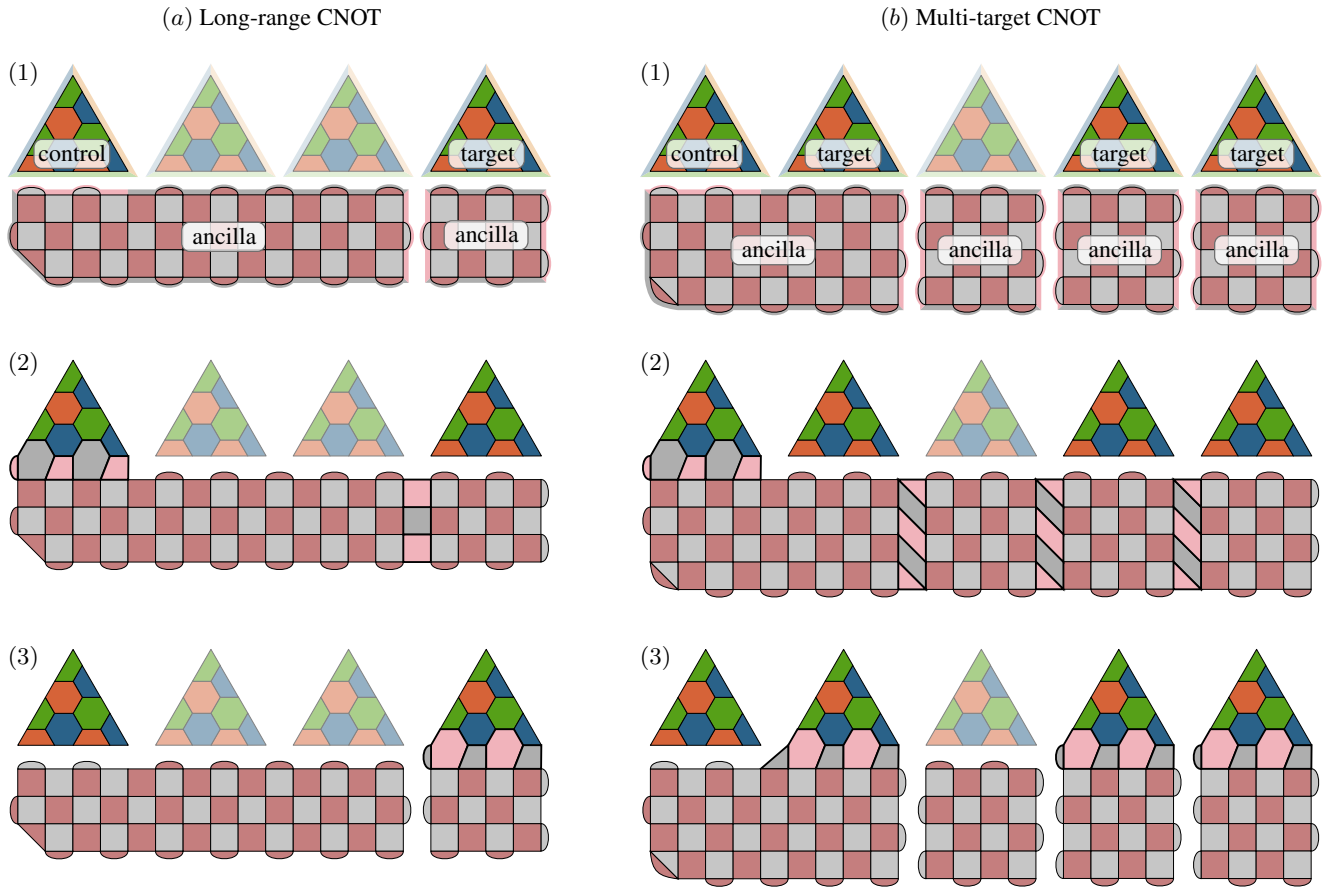 (a) Long-range CNOT
(1)
control
target
ancilla
ancilla
(2)
(3)
(b) Multi-target CNOT
(1)
control
target
target
target
ancilla
ancilla
ancilla
ancilla
(2)
(3)